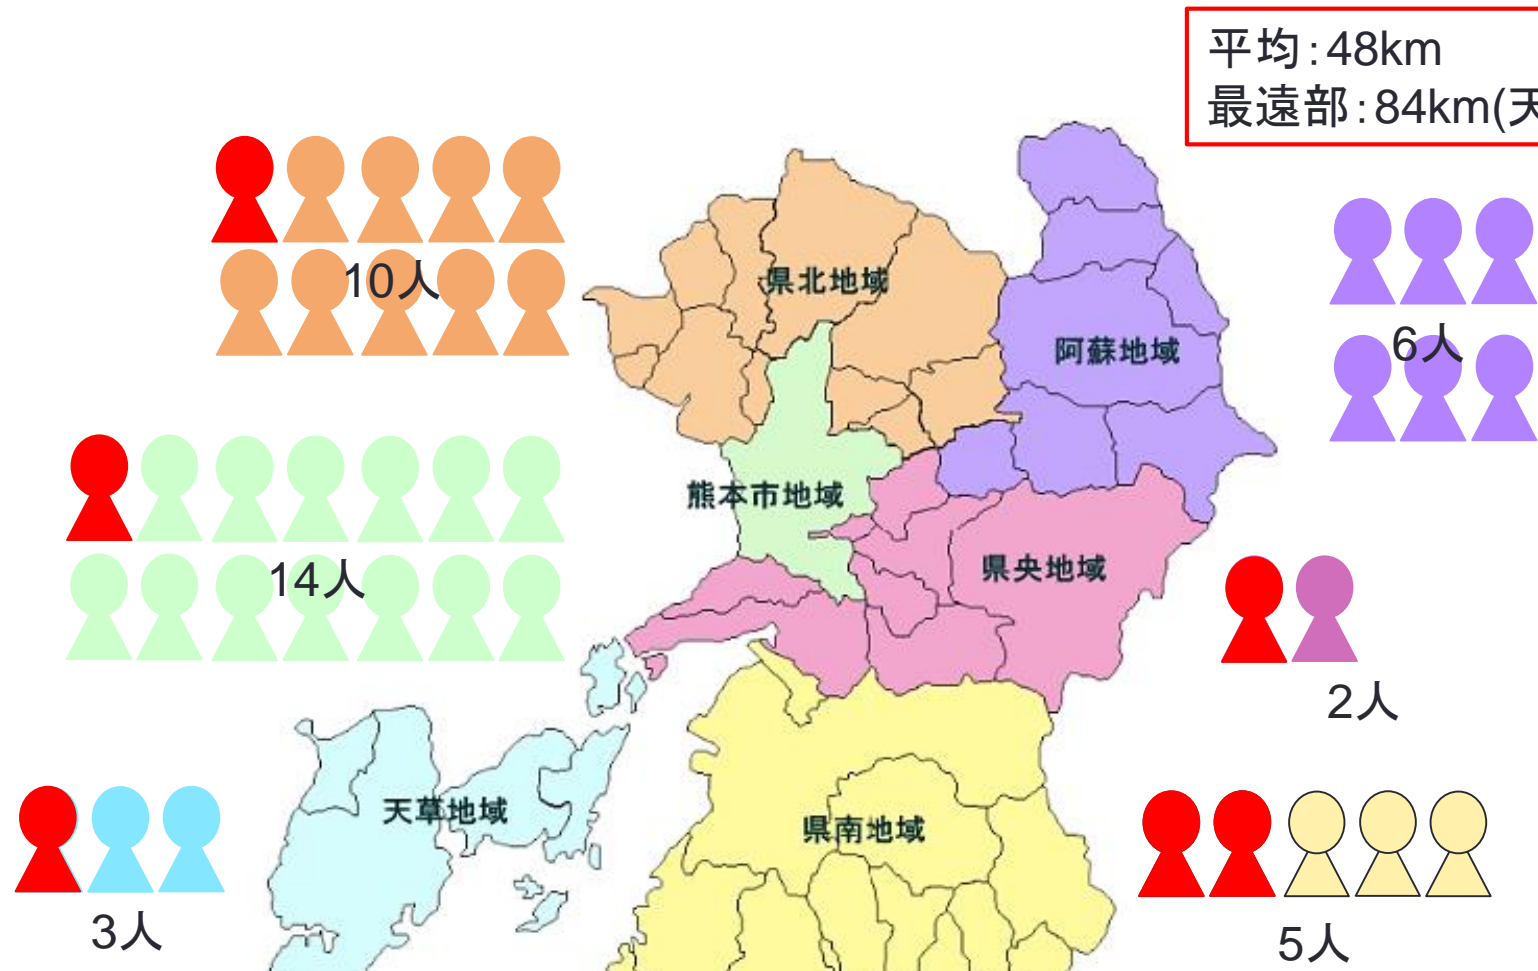 平均:48km
最遠部:84km(天
10人
県北地域
阿蘇地域
6人
熊本市地域
14人
県央地域
2人
天草地域
県南地域
3人
5人